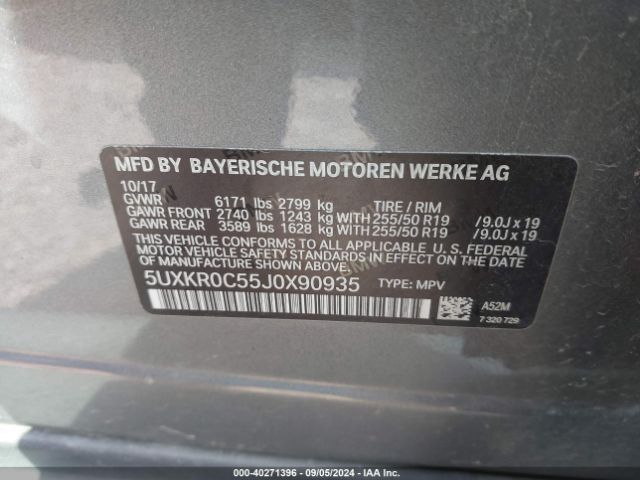 MFD BY BAYERISCHE MOTOREN WERKE AG
10/17
GVWR 6171 lbs 2799 kg TIRE / RIM
GAWR FRONT 2740 lbs 1243 kg WITH 255/50 R19 / 9.0J x 19
GAWR REAR 3589 lbs 1628 kg WITH 255/50 R19 / 9.0J x 19
THIS VEHICLE CONFORMS TO ALL APPLICABLE U. S. FEDERAL
MOTOR VEHICLE SAFETY STANDARDS IN EFFECT ON THE DATE
OF MANUFACTURE SHOWN ABOVE.
5UXKR0C55J0X90935 TYPE: MPV
A52M
7 320 729
000-40271396 - 09/05/2024 - IAA Inc.